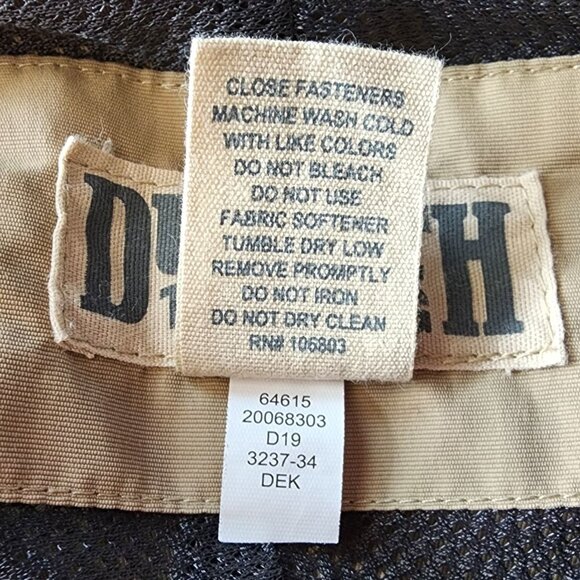 CLOSE FASTENERS
MACHINE WASH COLD
WITH LIKE COLORS
DO NOT BLEACH
DO NOT USE
FABRIC SOFTENER
TUMBLE DRY LOW
REMOVE PROMPTLY
DO NOT IRON
DO NOT DRY CLEAN
RN# 106803
64615
20068303
D19
3237-34
DEK